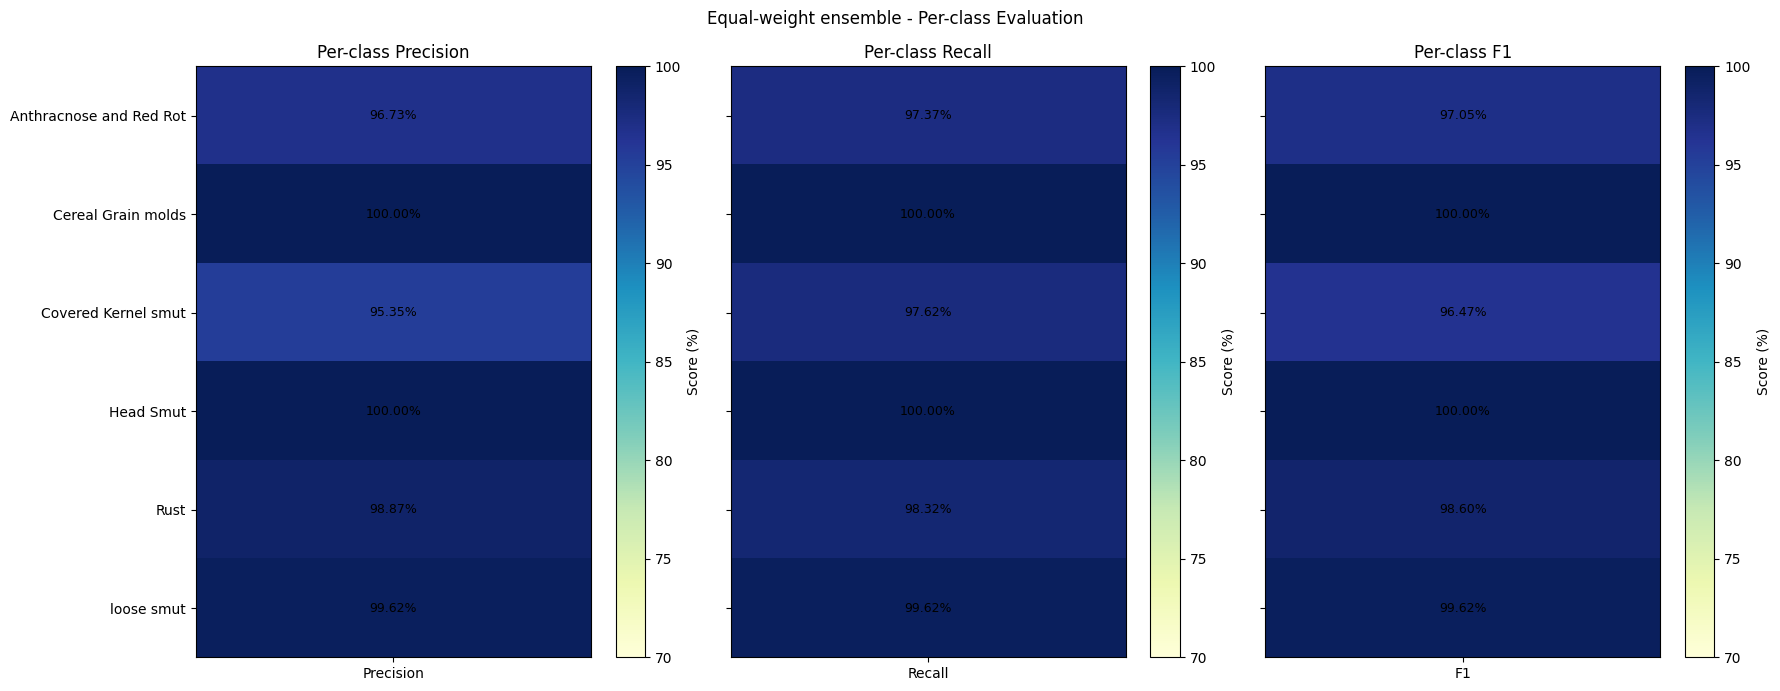 Equal-weight ensemble - Per-class Evaluation
Per-class Precision
Anthracnose and Red Rot
Cereal Grain molds
Covered Kernel smut
Head Smut
Rust
loose smut
96.73%
100.00%
95.35%
100.00%
98.87%
99.62%
Precision
100
95
90
85
80
75
70
Score (%)
Per-class Recall
97.37%
100.00%
97.62%
100.00%
98.32%
99.62%
Recall
100
95
90
85
80
75
70
Score (%)
Per-class F1
97.05%
100.00%
96.47%
100.00%
98.60%
99.62%
F1
100
95
90
85
80
75
70
Score (%)